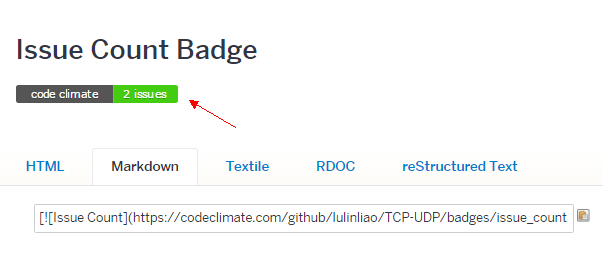 Issue Count Badge
code climate 2 issues
HTML Markdown Textile RDOC reStructured Text
[![Issue Count](https://codeclimate.com/github/lulinliao/TCP-UDP/badges/issue_count